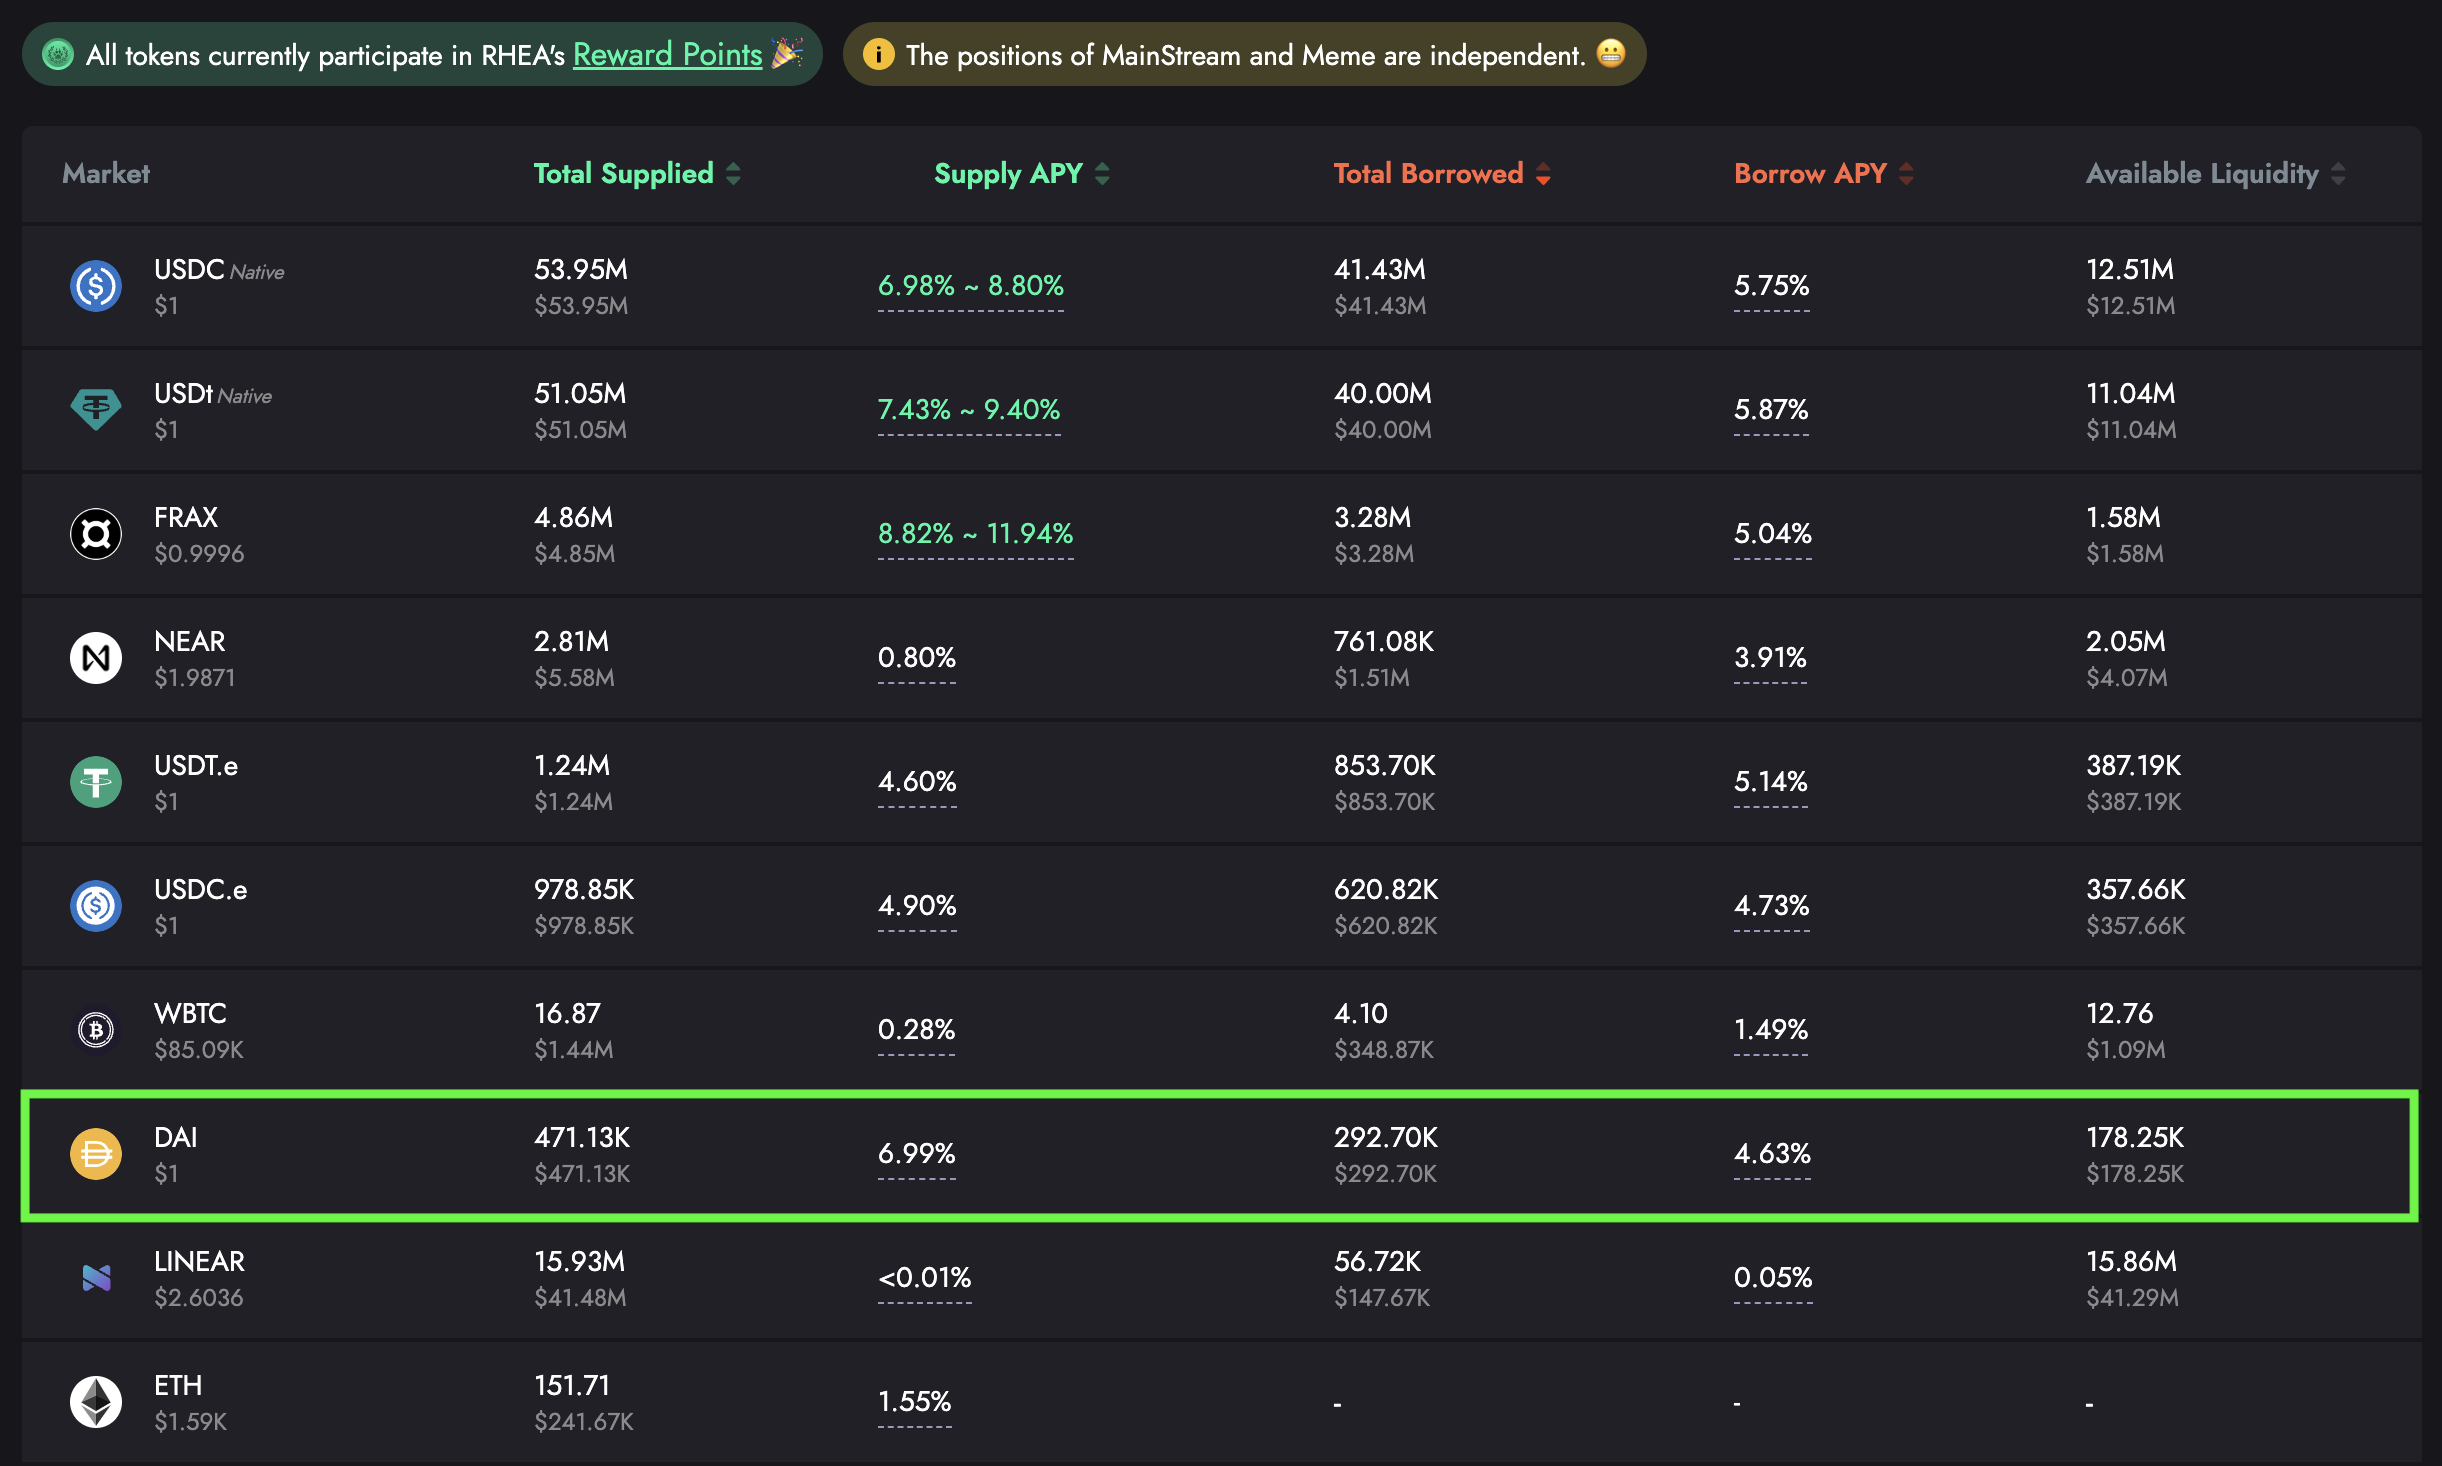 All tokens currently participate in RHEA's Reward Points 🎉
The positions of MainStream and Meme are independent. 😬
Market Total Supplied Supply APY Total Borrowed Borrow APY Available Liquidity
USDC Native 53.95M 6.98% ~ 8.80% 41.43M 5.75% 12.51M
$1 $53.95M $41.43M $12.51M
USDt Native 51.05M 7.43% ~ 9.40% 40.00M 5.87% 11.04M
$1 $51.05M $40.00M $11.04M
FRAX 4.86M 8.82% ~ 11.94% 3.28M 5.04% 1.58M
$0.9996 $4.85M $3.28M $1.58M
NEAR 2.81M 0.80% 761.08K 3.91% 2.05M
$1.9871 $5.58M $1.51M $4.07M
USDT.e 1.24M 4.60% 853.70K 5.14% 387.19K
$1 $1.24M $853.70K $387.19K
USDC.e 978.85K 4.90% 620.82K 4.73% 357.66K
$1 $978.85K $620.82K $357.66K
WBTC 16.87 0.28% 4.10 1.49% 12.76
$85.09K $1.44M $348.87K $1.09M
DAI 471.13K 6.99% 292.70K 4.63% 178.25K
$1 $471.13K $292.70K $178.25K
LINEAR 15.93M <0.01% 56.72K 0.05% 15.86M
$2.6036 $41.48M $147.67K $41.29M
ETH 151.71 1.55% - - -
$1.59K $241.67K